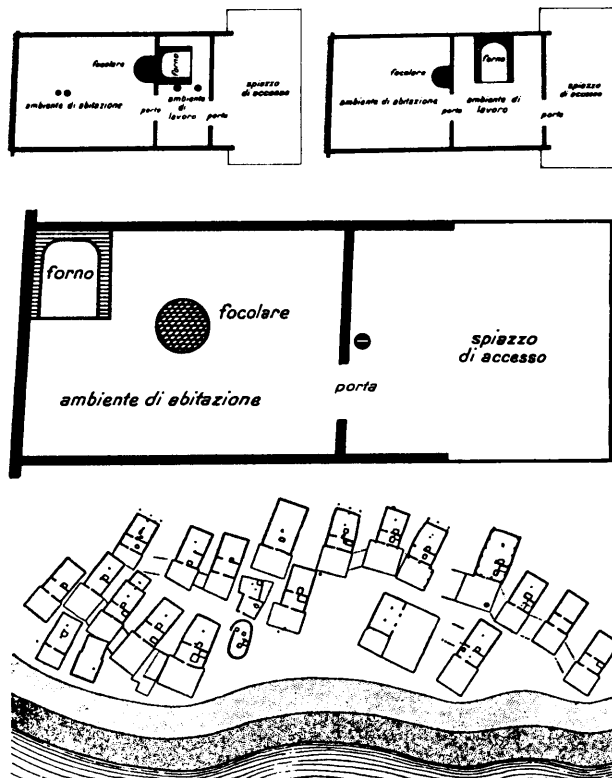 focolare
forno
spiazzo
di accesso
ambiente di abitazione
porta
ambiente
di
lavoro
porta
focolare
forno
spiazzo
di accesso
ambiente di abitazione
porta
ambiente di
lavoro
porta
forno
focolare
spiazzo
di accesso
ambiente di ebitazione
porta